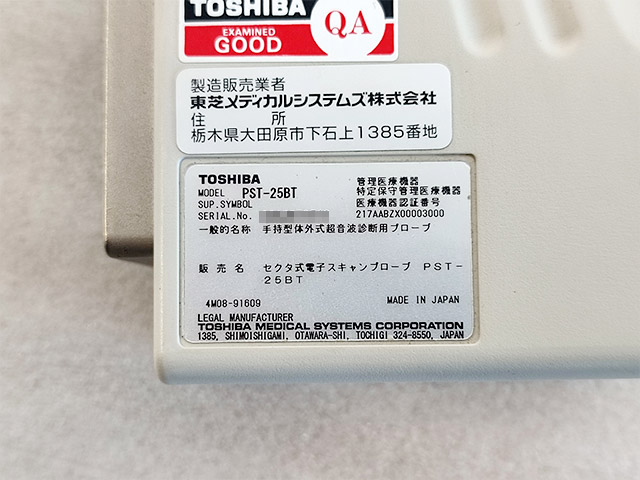 TOSHIBA
EXAMINED
GOOD
QA
製造販売業者
東芝メディカルシステムズ株式会社
住　　所
栃木県大田原市下石上1385番地
TOSHIBA
MODEL PST-25BT
SUP.SYMBOL
SERIAL.No.
管理医療機器
特定保守管理医療機器
医療機器認証番号
217AABZX00003000
一般的名称 手持型体外式超音波診断用プローブ
販売名 セクタ式電子スキャンプローブ PST-
25BT
4M08-91609 MADE IN JAPAN
LEGAL MANUFACTURER
TOSHIBA MEDICAL SYSTEMS CORPORATION
1385, SHIMOISHIGAMI, OTAWARA-SHI, TOCHIGI 324-8550, JAPAN